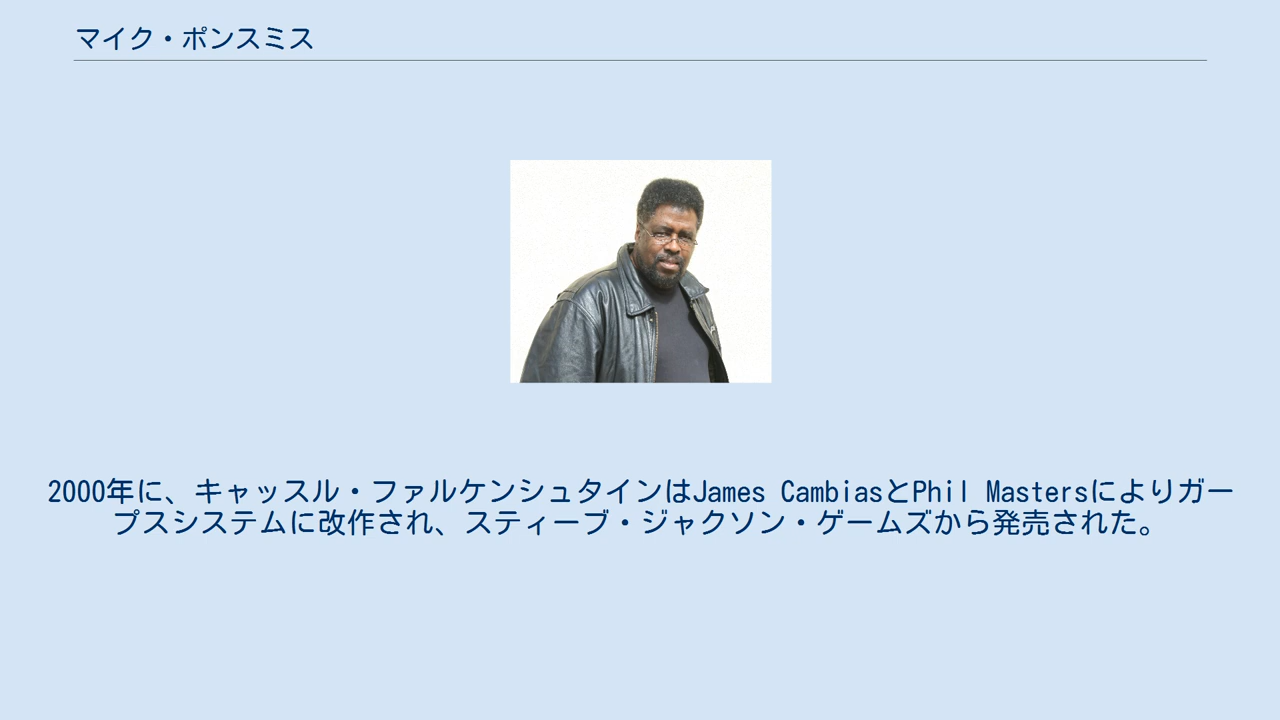 マイク・ポンスミス
2000年に、キャッスル・ファルケンシュタインはJames CambiasとPhil Mastersによりガー
プスシステムに改作され、スティーブ・ジャクソン・ゲームズから発売された。